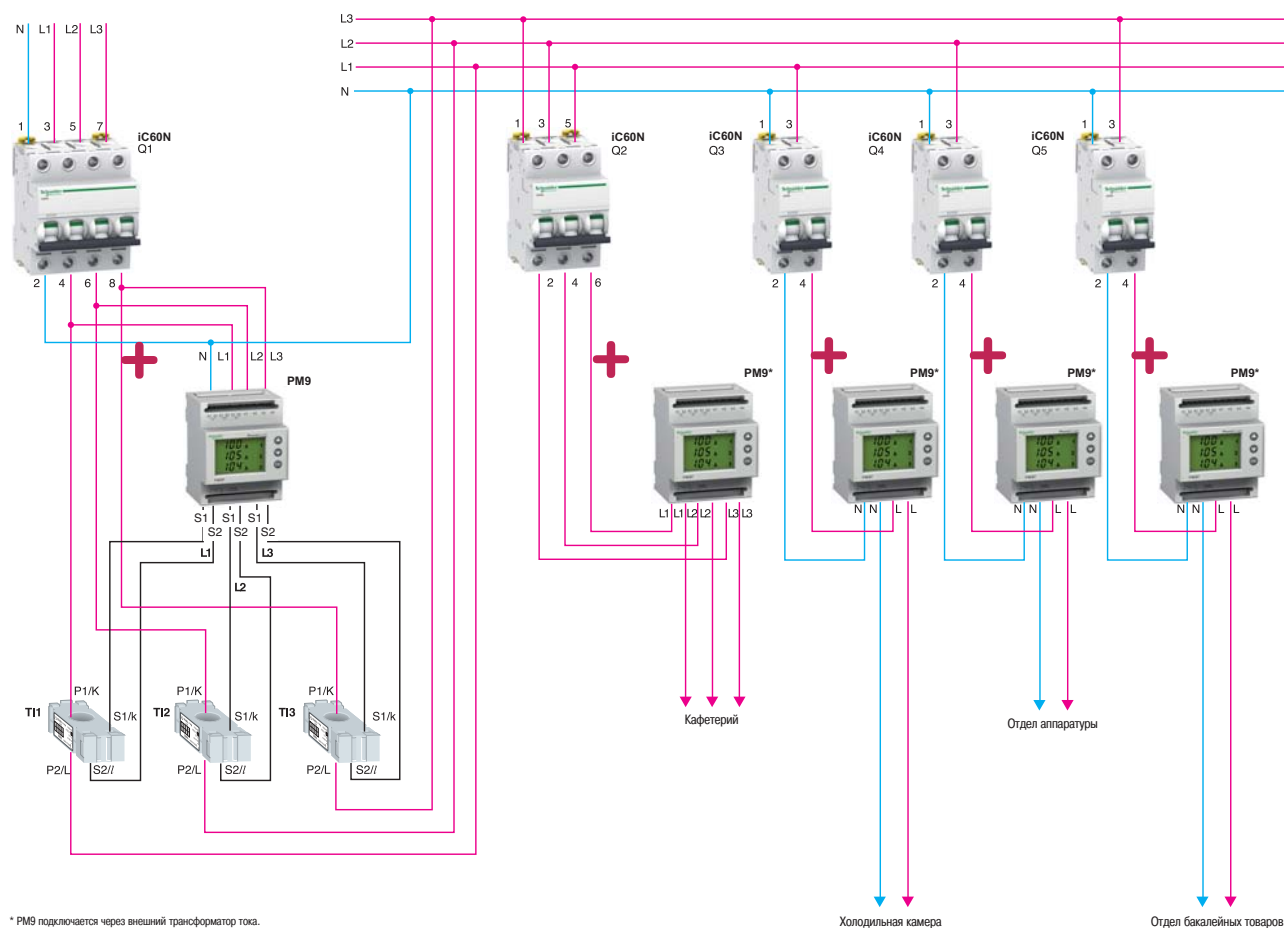 L3
N L1 L2 L3
L2
L1
N
1 3 5 7
iC60N
Q1
1 3 5
iC60N
Q2
iC60N
Q3
1 3
iC60N
Q4
1 3
iC60N
Q5
1 3
2 4 6 8
2 4 6
2 4
2 4
2 4
N L1 L2 L3
PM9
PM9*
PM9*
PM9*
PM9*
S1 S1 S1
S2 S2 S2
L1 L3
L2
L1 L1 L2 L2 L3 L3
N N L L
N N L L
N N L L
P1/K P1/K P1/K
TI1 S1/k TI2 S1/k TI3 S1/k
P2/L S2/l P2/L S2/l P2/L S2/l
Кафетерий
Отдел аппаратуры
Холодильная камера
Отдел бакалейных товаров
* PM9 подключается через внешний трансформатор тока.